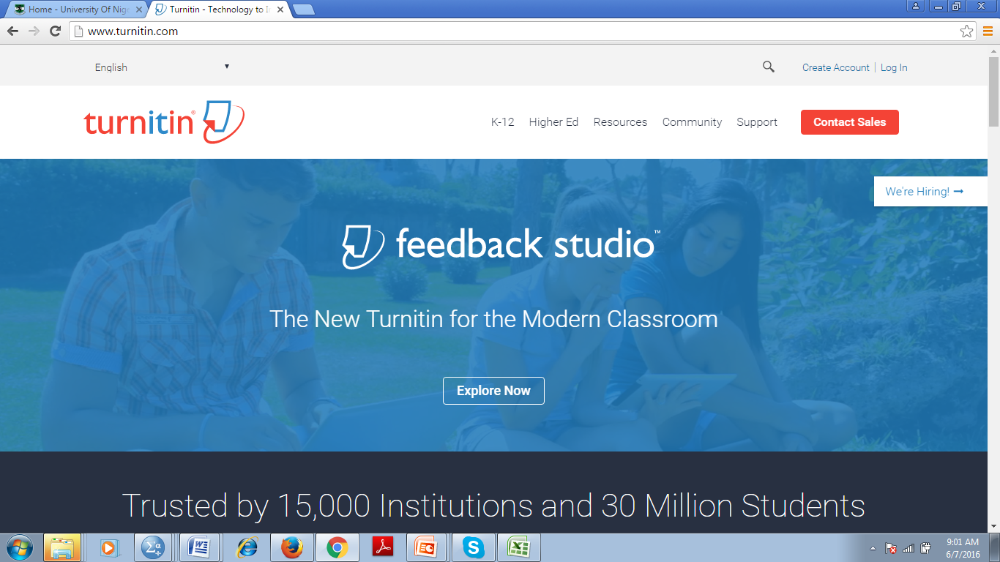 Home - University Of Nige
Turnitin - Technology to I
www.turnitin.com
English
Create Account | Log In
turnitin®
K-12 Higher Ed Resources Community Support Contact Sales
We're Hiring!
feedback studio™
The New Turnitin for the Modern Classroom
Explore Now
Trusted by 15,000 Institutions and 30 Million Students
9:01 AM
6/7/2016